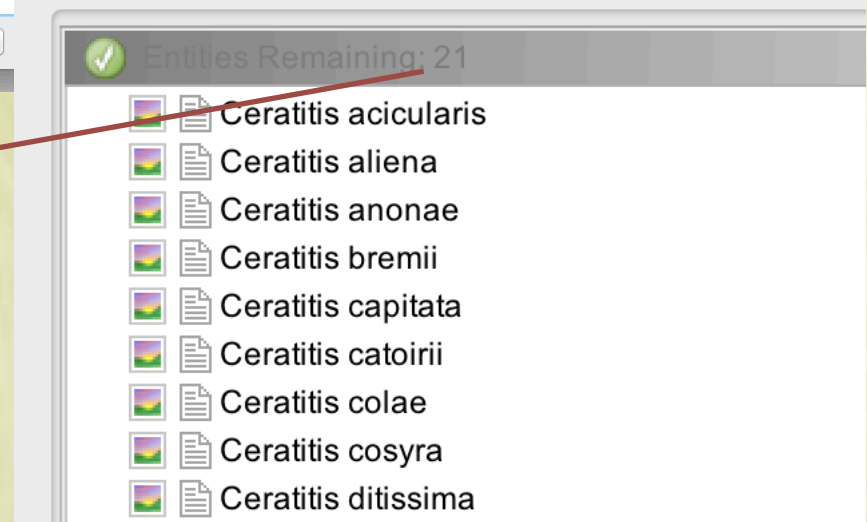 Entities Remaining: 21
Ceratitis acicularis
Ceratitis aliena
Ceratitis anonae
Ceratitis bremii
Ceratitis capitata
Ceratitis catoirii
Ceratitis colae
Ceratitis cosyra
Ceratitis ditissima